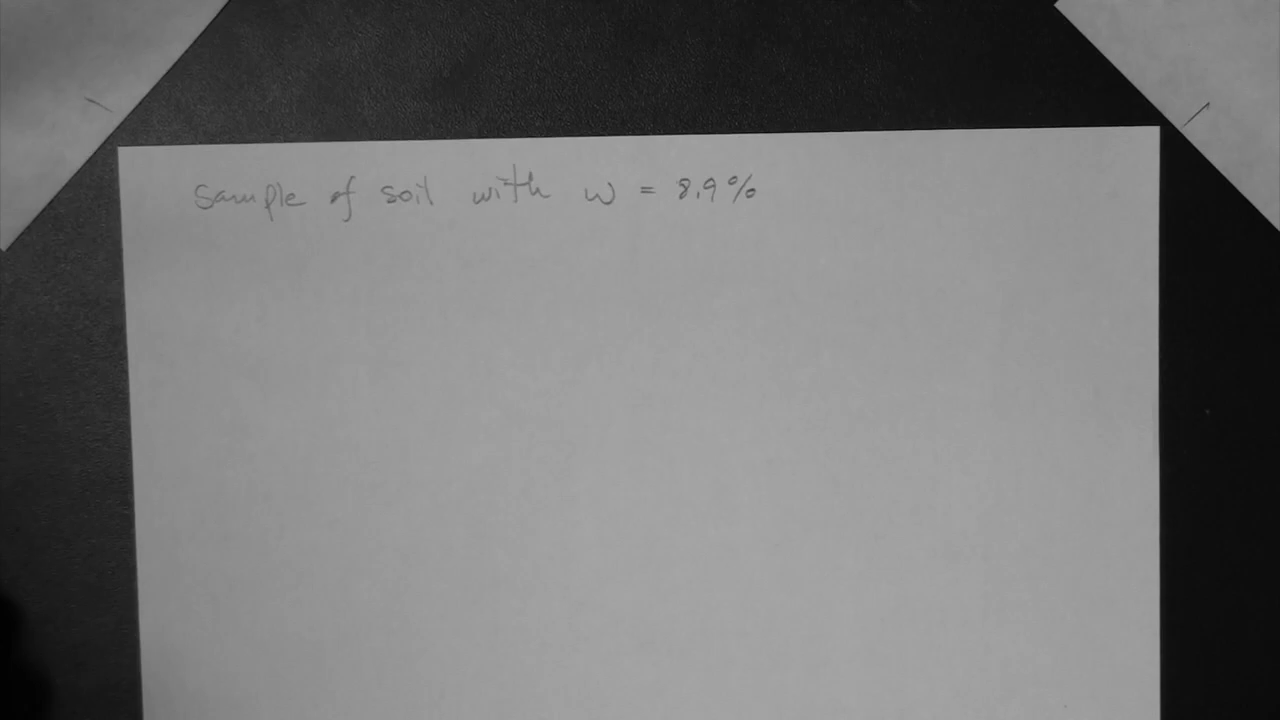 Sample of soil with w = 8.9%